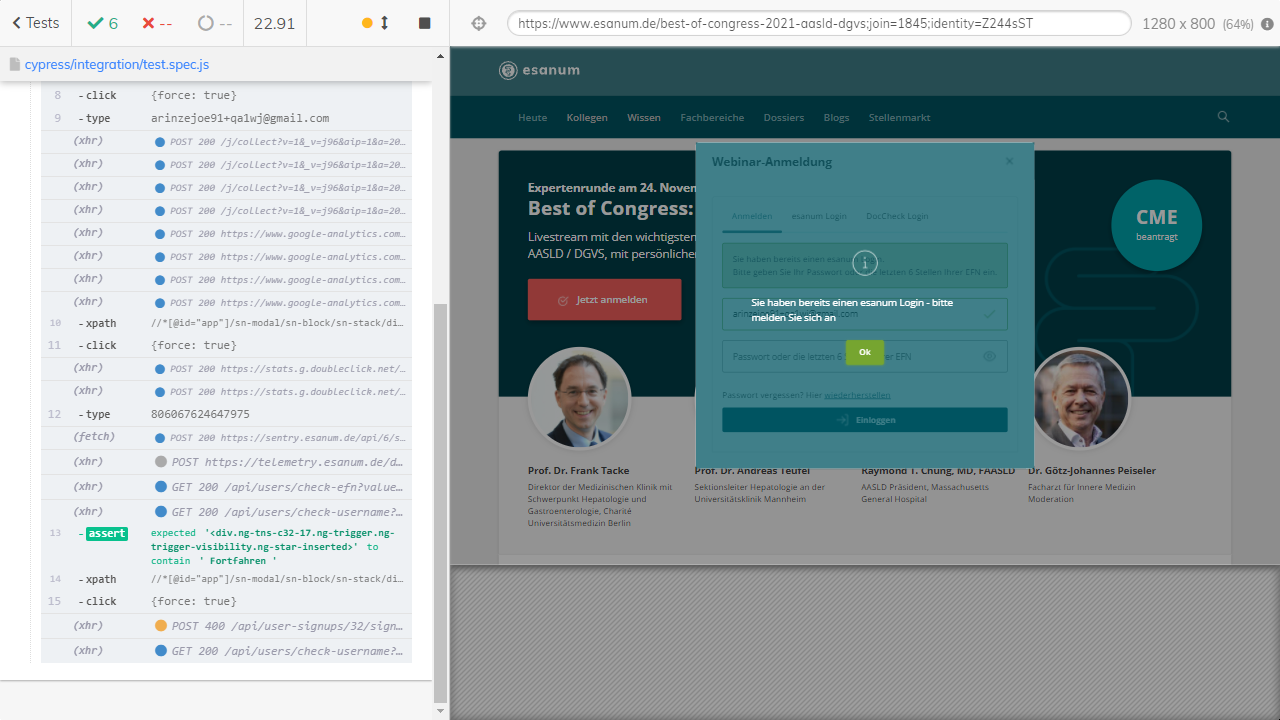 Tests
6
--
--
22.91
https://www.esanum.de/best-of-congress-2021-aasld-dgvs;join=1845;identity=Z244sST
1280 x 800 (64%)
cypress/integration/test.spec.js
8 - click {force: true}
9 - type arinzejoe91+qa1wj@gmail.com
(xhr) POST 200 /j/collect?v=1&_v=j96&aip=1&a=20…
(xhr) POST 200 /j/collect?v=1&_v=j96&aip=1&a=20…
(xhr) POST 200 /j/collect?v=1&_v=j96&aip=1&a=20…
(xhr) POST 200 /j/collect?v=1&_v=j96&aip=1&a=20…
(xhr) POST 200 https://www.google-analytics.com…
(xhr) POST 200 https://www.google-analytics.com…
(xhr) POST 200 https://www.google-analytics.com…
(xhr) POST 200 https://www.google-analytics.com…
10 - xpath //*[@id="app"]/sn-modal/sn-block/sn-stack/di…
11 - click {force: true}
(xhr) POST 200 https://stats.g.doubleclick.net/…
(xhr) POST 200 https://stats.g.doubleclick.net/…
12 - type 806067624647975
(fetch) POST 200 https://sentry.esanum.de/api/6/s…
(xhr) POST https://telemetry.esanum.de/d…
(xhr) GET 200 /api/users/check-efn?value…
(xhr) GET 200 /api/users/check-username?…
13 - assert expected '<div.ng-tns-c32-17.ng-trigger.ng-
trigger-visibility.ng-star-inserted>' to
contain ' Fortfahren '
14 - xpath //*[@id="app"]/sn-modal/sn-block/sn-stack/di…
15 - click {force: true}
(xhr) POST 400 /api/user-signups/32/sign…
(xhr) GET 200 /api/users/check-username?…
esanum
Heute Kollegen Wissen Fachbereiche Dossiers Blogs Stellenmarkt
Expertenrunde am 24. Novem
Best of Congress:
Livestream mit den wichtigsten
AASLD / DGVS, mit persönlicher
Jetzt anmelden
CME
beantragt
Webinar-Anmeldung
×
Anmelden esanum Login DocCheck Login
Sie haben bereits einen esanum
Bitte geben Sie Ihr Passwort oder letzten 6 Stellen Ihrer EFN ein.
Sie haben bereits einen esanum Login - bitte
melden Sie sich an
Ok
Passwort oder die letzten 6 EFN
Passwort vergessen? Hier wiederherstellen
Einloggen
Prof. Dr. Frank Tacke
Direktor der Medizinischen Klinik mit
Schwerpunkt Hepatologie und
Gastroenterologie, Charité
Universitätsmedizin Berlin
Prof. Dr. Andreas Teufel
Sektionsleiter Hepatologie an der
Universitätsklinik Mannheim
Raymond T. Chung, MD, FAASLD
AASLD Präsident, Massachusetts
General Hospital
Dr. Götz-Johannes Peiseler
Facharzt für Innere Medizin
Moderation